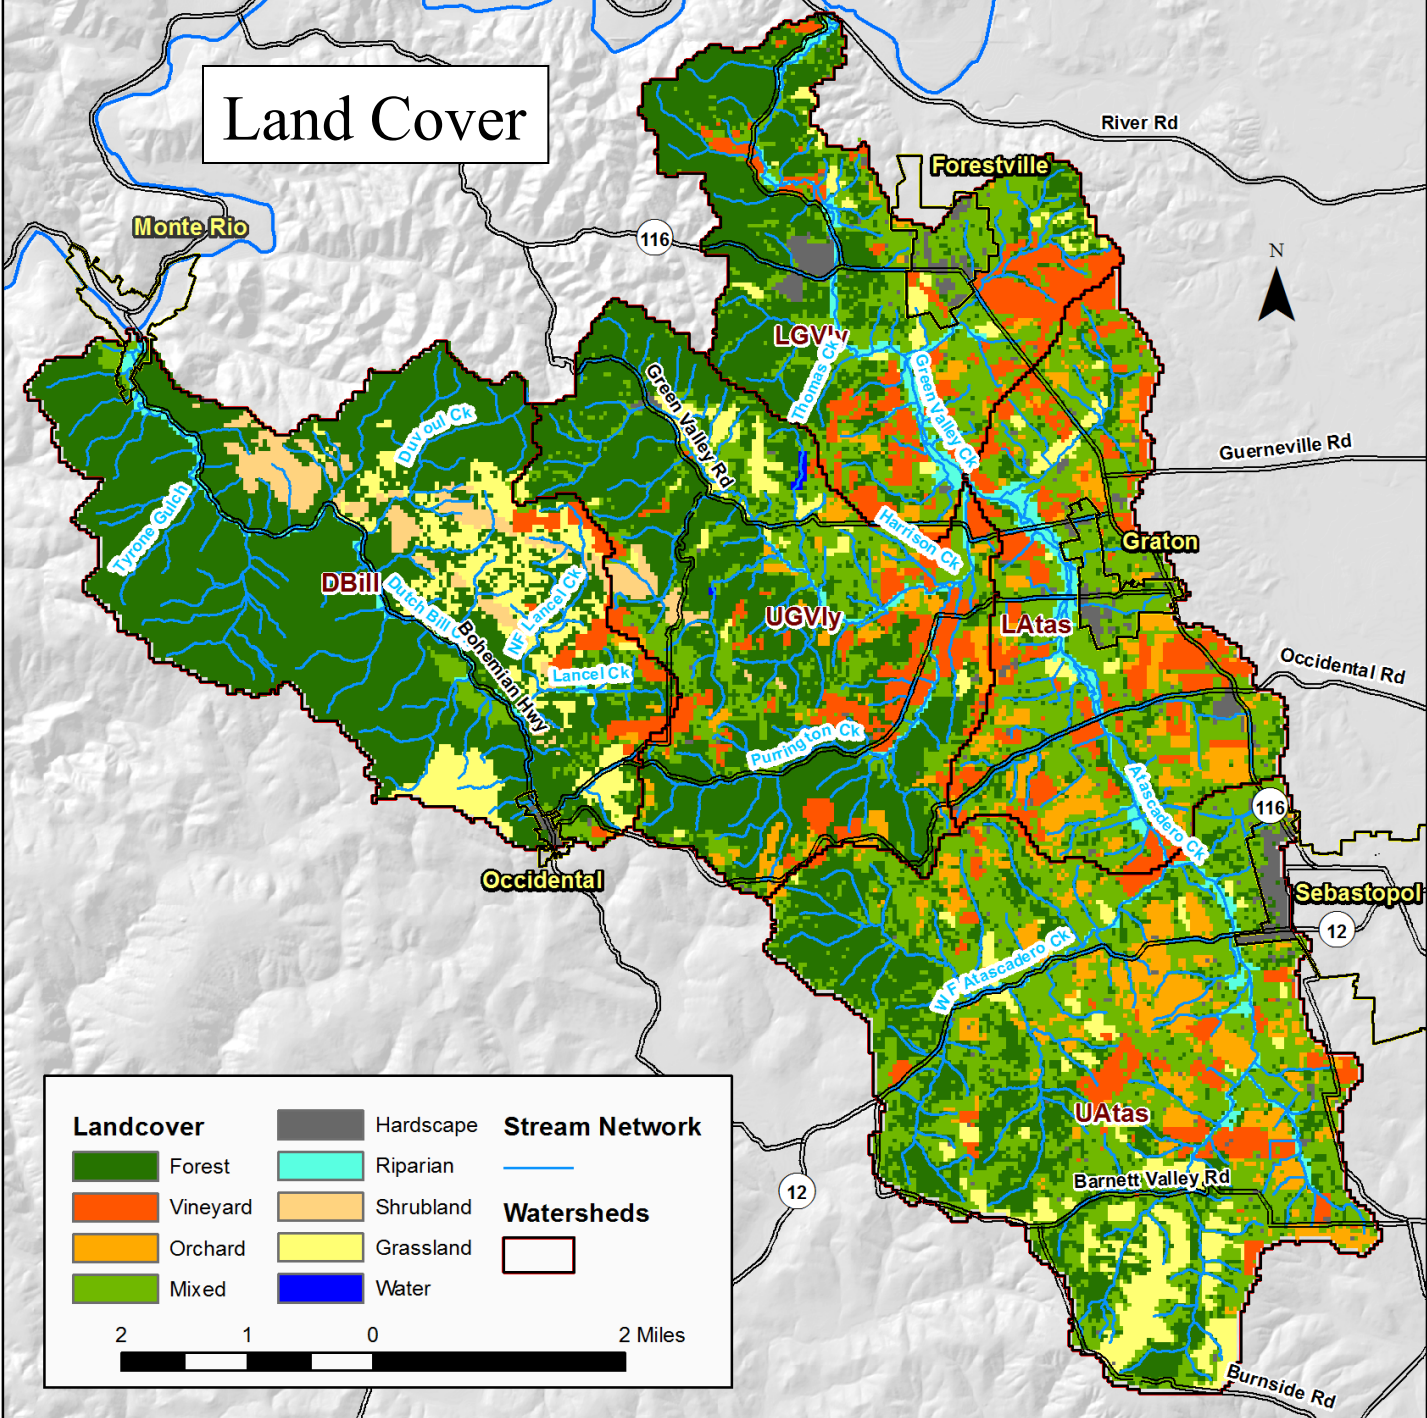 Land Cover
River Rd
Forestville
Monte Rio
116
N
LGVly
Thomas Ck
Green Valley Ck
Green Valley Rd
Duvoul Ck
Guerneville Rd
Tyrone Gulch
Harrison Ck
Graton
DBill
Dutch Bill C
NF Lancel Ck
UGVly
LAtas
Bohemian Hwy
Lancel Ck
Occidental Rd
Purrington Ck
Atascadero Ck
116
Occidental
Sebastopol
12
W F Atascadero Ck
UAtas
Barnett Valley Rd
12
Burnside Rd
Landcover
Forest
Vineyard
Orchard
Mixed
Hardscape
Riparian
Shrubland
Grassland
Water
Stream Network
Watersheds
2 1 0 2 Miles